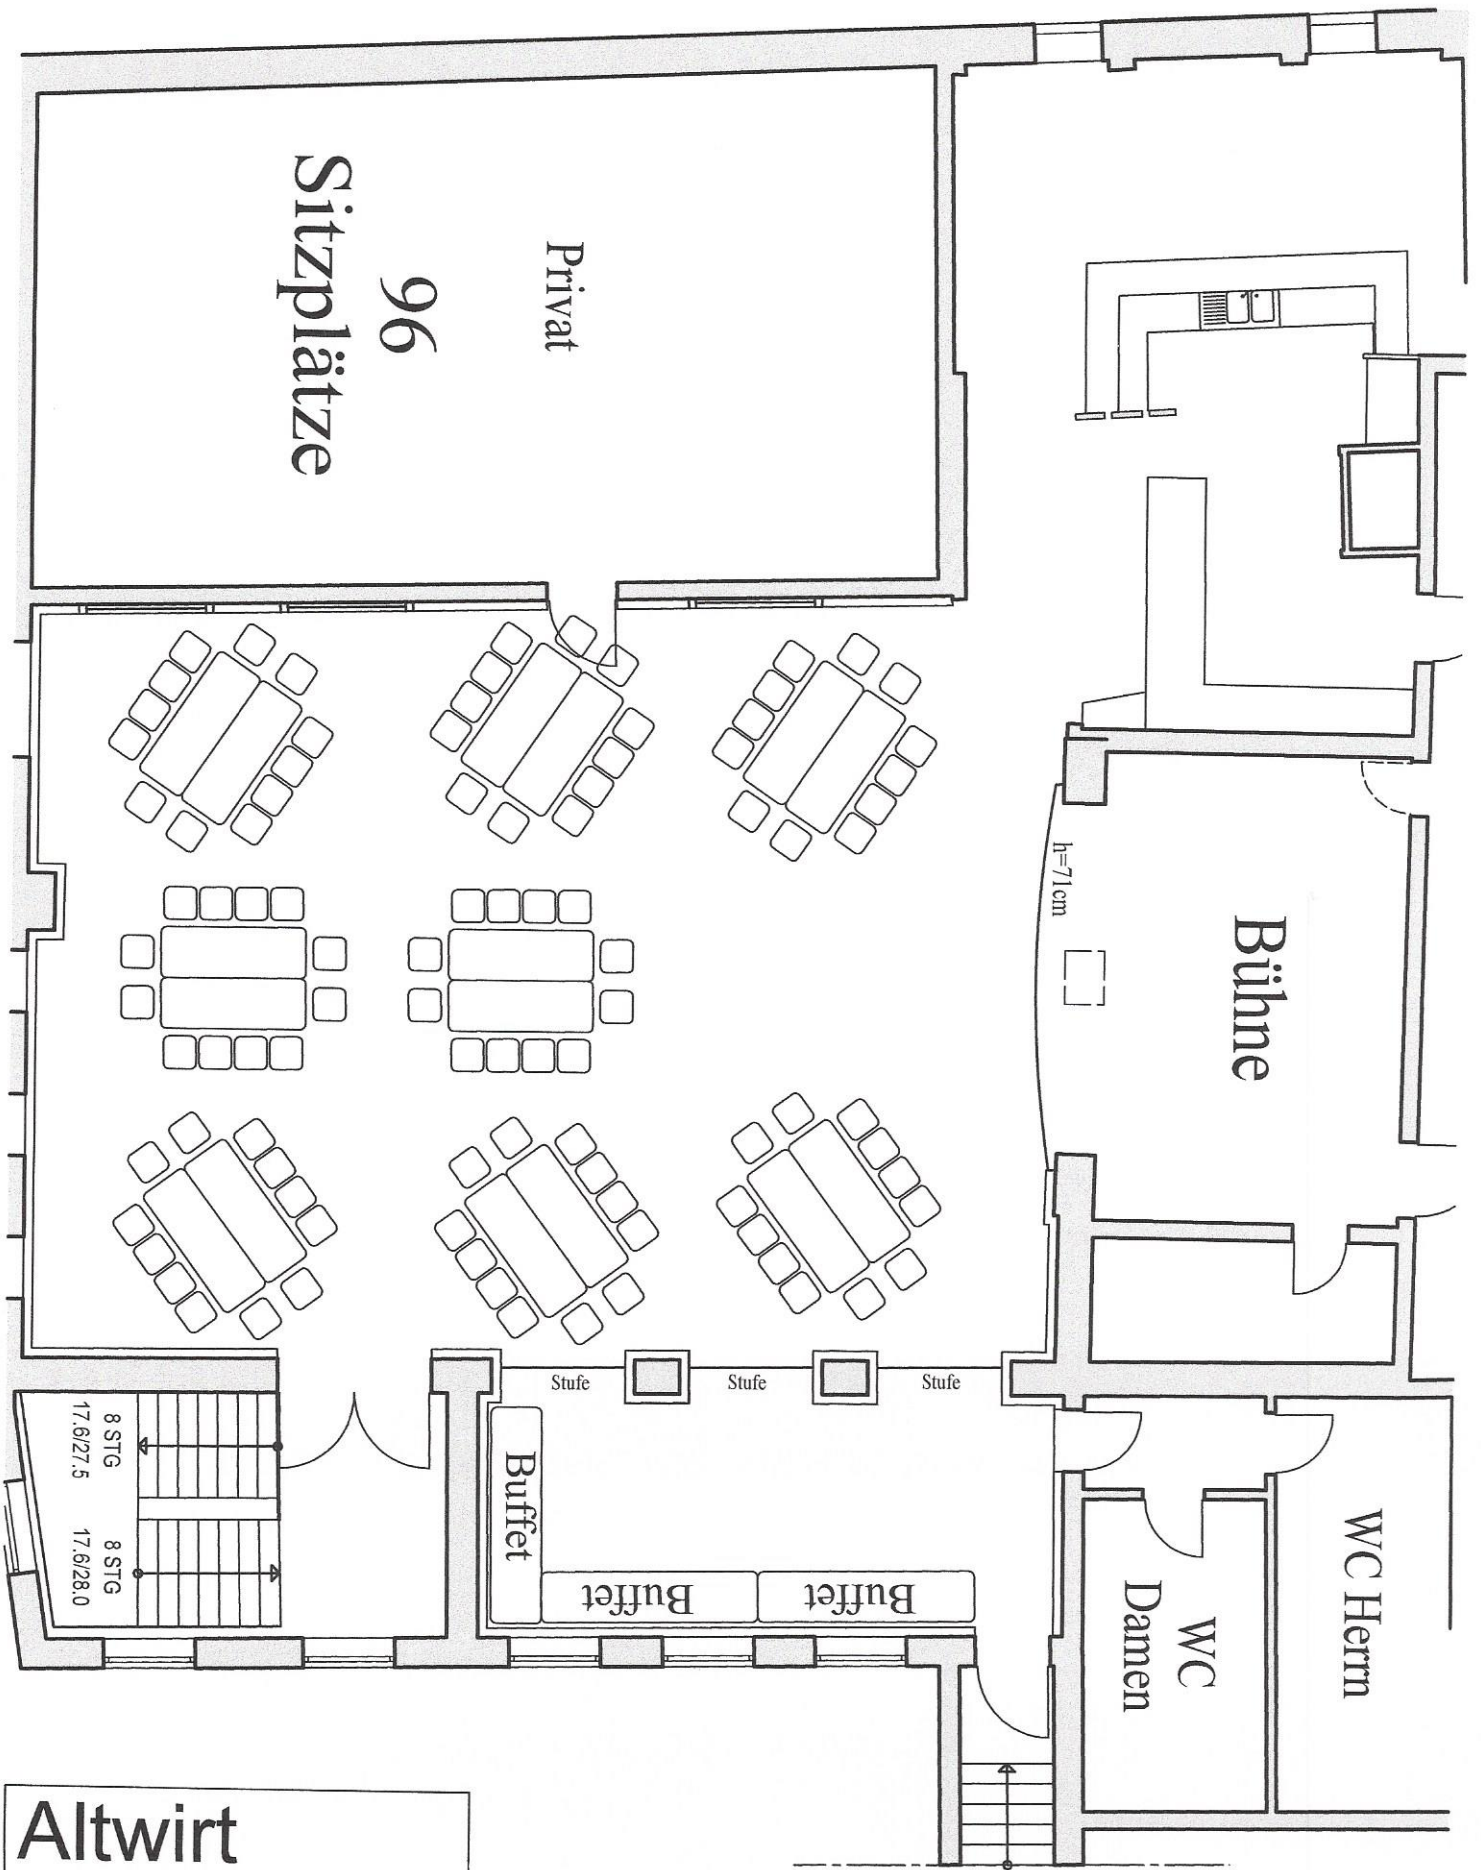 Privat
96
Sitzplätze
h=71cm
Bühne
Stufe
Stufe
Stufe
Buffet
Buffet
Buffet
8 STG
17.6/27.5
8 STG
17.6/28.0
WC Herrn
WC
Damen
Altwirt